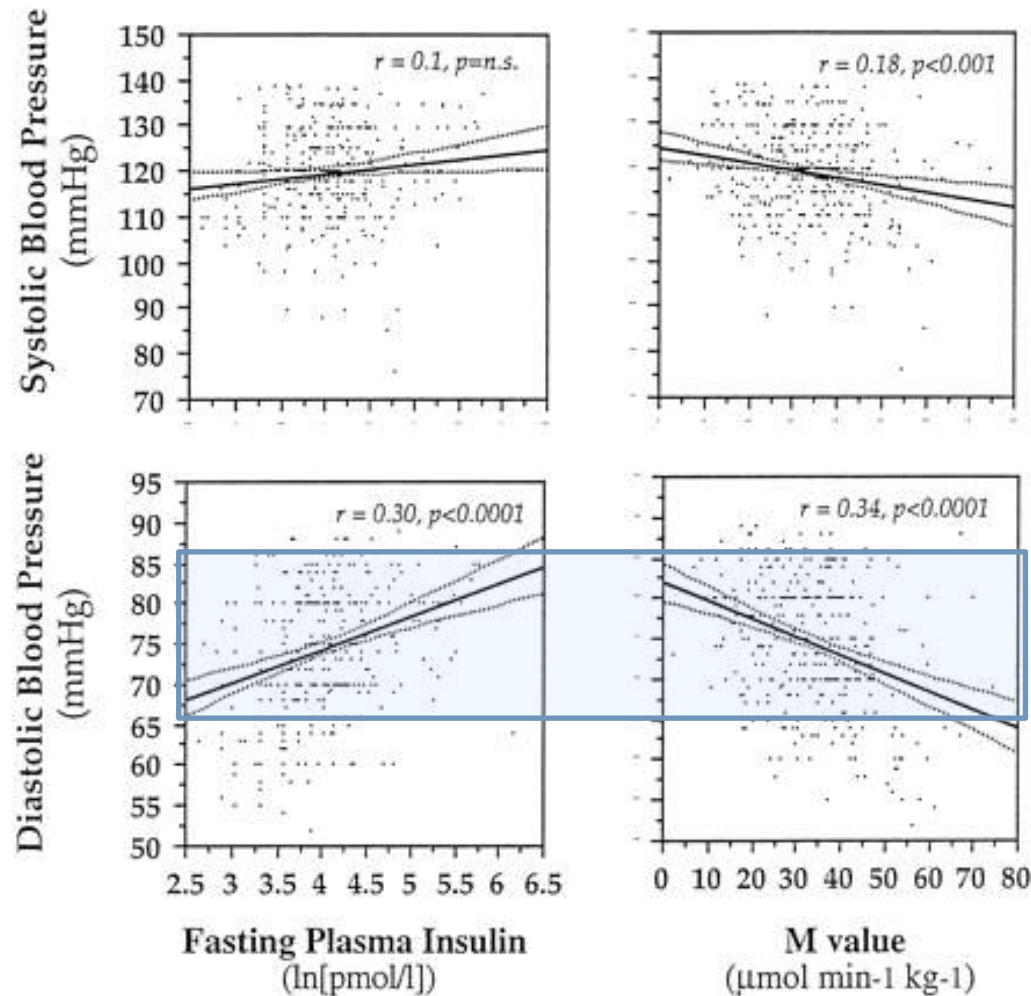 Systolic Blood Pressure
(mmHg)
150
140
130
120
110
100
90
80
70
r = 0.1, p=n.s.
r = 0.18, p<0.001
Diastolic Blood Pressure
(mmHg)
95
90
85
80
75
70
65
60
55
50
r = 0.30, p<0.0001
r = 0.34, p<0.0001
2.5 3 3.5 4 4.5 5 5.5 6 6.5
0 10 20 30 40 50 60 70 80
Fasting Plasma Insulin
(ln[pmol/l])
M value
(μmol min-1 kg-1)